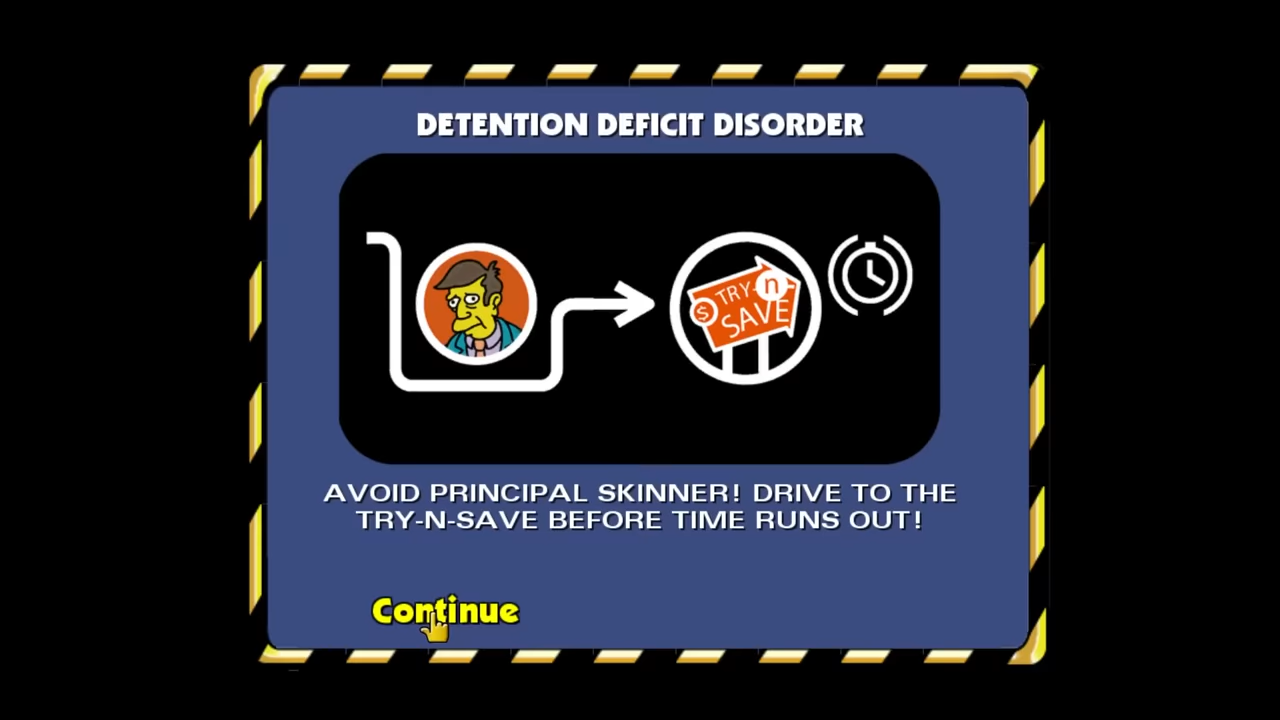 DETENTION DEFICIT DISORDER
TRY-n
$ SAVE
AVOID PRINCIPAL SKINNER! DRIVE TO THE
TRY-N-SAVE BEFORE TIME RUNS OUT!
Continue